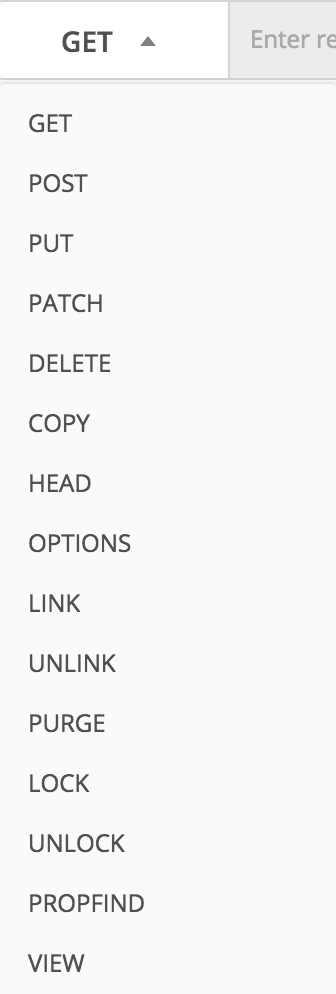 GET Enter re
GET
POST
PUT
PATCH
DELETE
COPY
HEAD
OPTIONS
LINK
UNLINK
PURGE
LOCK
UNLOCK
PROPFIND
VIEW